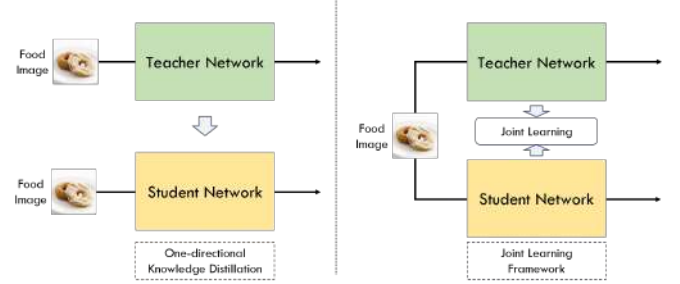 Food
Image
Teacher Network
Food
Image
Student Network
One-directional
Knowledge Distillation
Teacher Network
Food
Image
Joint Learning
Student Network
Joint Learning
Framework